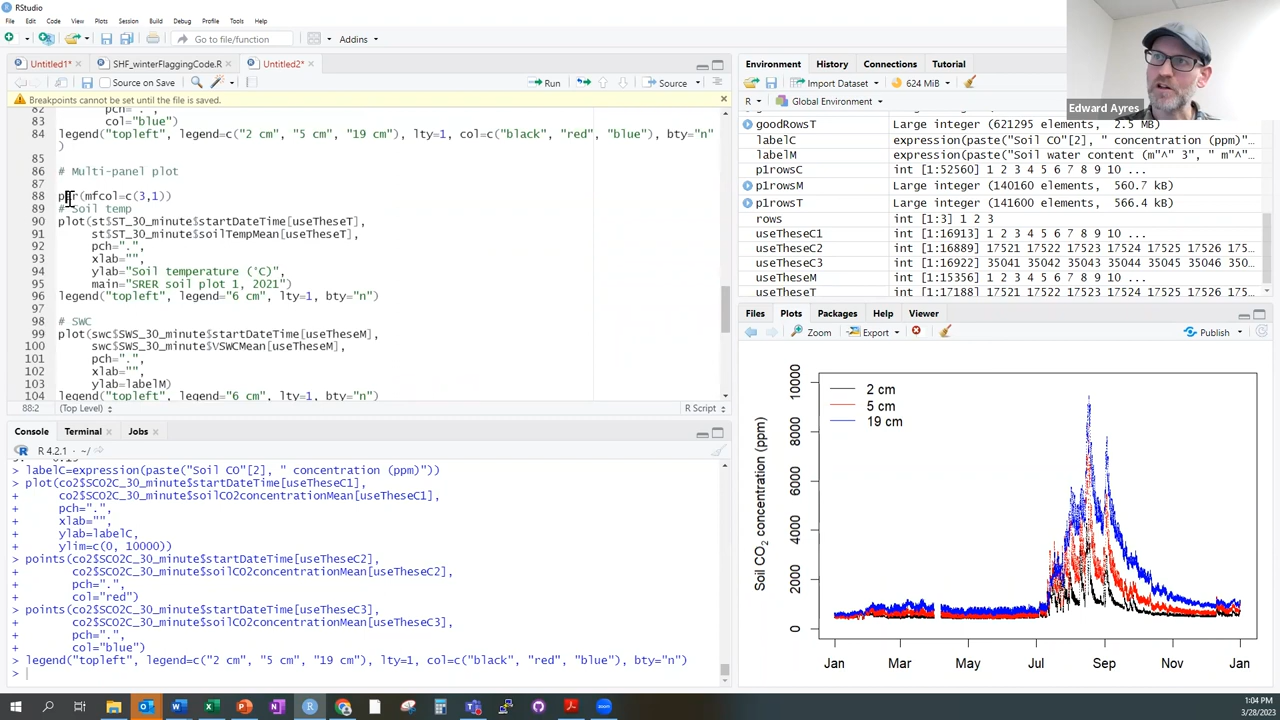 RStudio
File Edit Code View Plots Session Build Debug Profile Tools Help
Go to file/function Addins
Untitled1* SHF_winterFlaggingCode.R Untitled2*
Source on Save Run Source
Breakpoints cannot be set until the file is saved.
82 pch=".",
83 col="blue")
84 legend("topleft", legend=c("2 cm", "5 cm", "19 cm"), lty=1, col=c("black", "red", "blue"), bty="n"
)
85
86 # Multi-panel plot
87
88 par(mfcol=c(3,1))
89 # Soil temp
90 plot(st$ST_30_minute$startDateTime[useTheseT],
91 st$ST_30_minute$soilTempMean[useTheseT],
92 pch=".",
93 xlab="",
94 ylab="Soil temperature (°C)",
95 main="SRER soil plot 1, 2021")
96 legend("topleft", legend="6 cm", lty=1, bty="n")
97
98 # SWC
99 plot(swc$SWS_30_minute$startDateTime[useTheseM],
100 swc$SWS_30_minute$VSWCMean[useTheseM],
101 pch=".",
102 xlab="",
103 ylab=labelM)
104 legend("topleft", legend="6 cm", lty=1, bty="n")
88:2 (Top Level) R Script
Console Terminal Jobs
R 4.2.1 · ~/
> labelC=expression(paste("Soil CO"[2], " concentration (ppm)"))
> plot(co2$SCO2C_30_minute$startDateTime[useTheseC1],
+ co2$SCO2C_30_minute$soilCO2concentrationMean[useTheseC1],
+ pch=".",
+ xlab="",
+ ylab=labelC,
+ ylim=c(0, 10000))
> points(co2$SCO2C_30_minute$startDateTime[useTheseC2],
+ co2$SCO2C_30_minute$soilCO2concentrationMean[useTheseC2],
+ pch=".",
+ col="red")
> points(co2$SCO2C_30_minute$startDateTime[useTheseC3],
+ co2$SCO2C_30_minute$soilCO2concentrationMean[useTheseC3],
+ pch=".",
+ col="blue")
> legend("topleft", legend=c("2 cm", "5 cm", "19 cm"), lty=1, col=c("black", "red", "blue"), bty="n")
>
Environment History Connections Tutorial
Import Dataset 624 MiB
R Global Environment
goodRowsT Large integer (621295 elements, 2.5 MB)
labelC expression(paste("Soil CO"[2], " concentration (ppm)…
labelM expression(paste("Soil water content (m"^" 3", " m"^…
p1rowsC int [1:52560] 1 2 3 4 5 6 7 8 9 10 ...
p1rowsM Large integer (140160 elements, 560.7 kB)
p1rowsT Large integer (141600 elements, 566.4 kB)
rows int [1:3] 1 2 3
useTheseC1 int [1:16913] 1 2 3 4 5 6 7 8 9 10 ...
useTheseC2 int [1:16889] 17521 17522 17523 17524 17525 17526 17…
useTheseC3 int [1:16922] 35041 35042 35043 35044 35045 35046 35…
useTheseM int [1:15356] 1 2 3 4 5 6 7 8 9 10 ...
useTheseT int [1:17188] 17521 17522 17523 17524 17525 17526 17…
Edward Ayres
Files Plots Packages Help Viewer
Zoom Export Publish
Soil CO2 concentration (ppm)
10000
8000
6000
4000
2000
0
2 cm
5 cm
19 cm
Jan Mar May Jul Sep Nov Jan
1:04 PM
3/28/2023